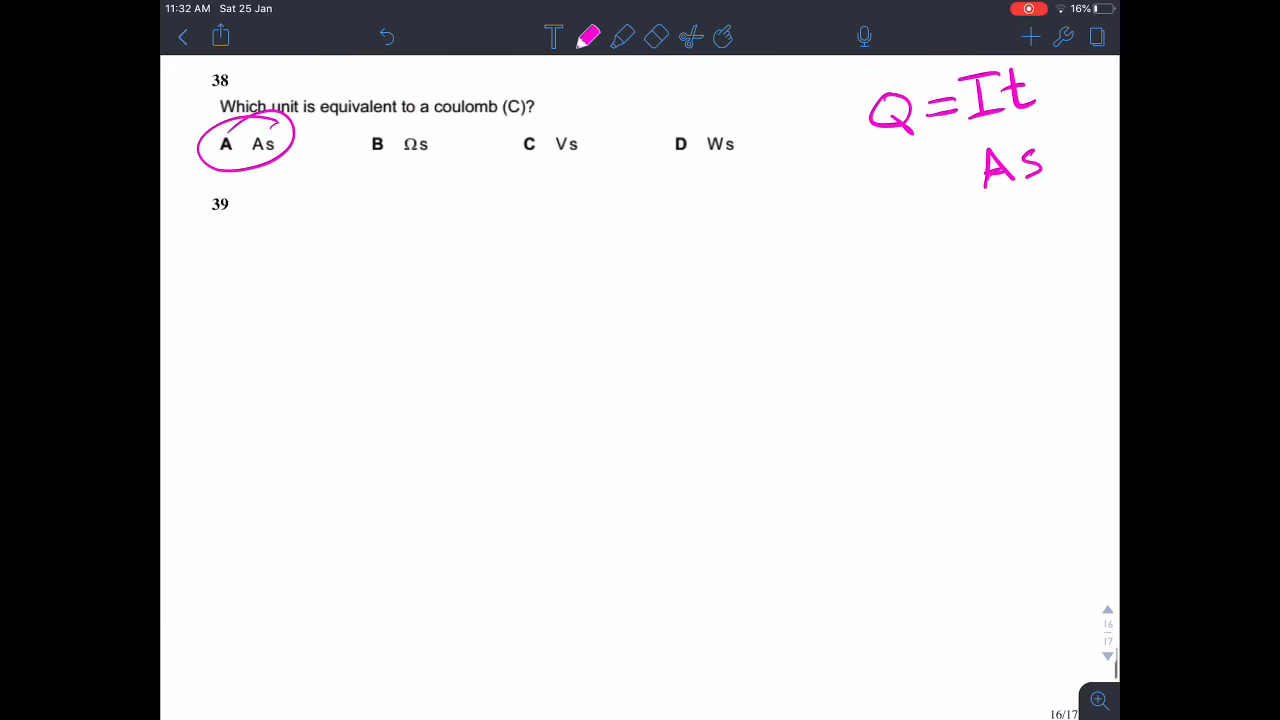 11:32 AM Sat 25 Jan
16%
38
Which unit is equivalent to a coulomb (C)?
A As
B Ωs
C Vs
D Ws
Q = It
As
39
16
17
16/17